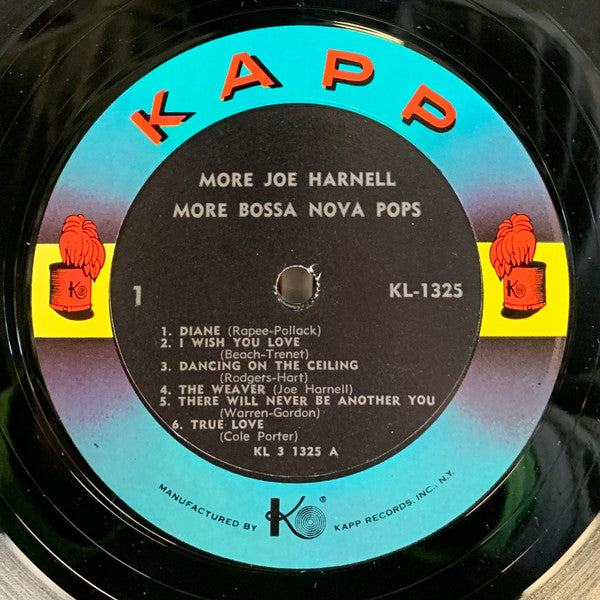 KAPP
MORE JOE HARNELL
MORE BOSSA NOVA POPS
1
KL-1325
1. DIANE (Rapee-Pollack)
2. I WISH YOU LOVE
(Beach-Trenet)
3. DANCING ON THE CEILING
(Rodgers-Hart)
4. THE WEAVER (Joe Harnell)
5. THERE WILL NEVER BE ANOTHER YOU
(Warren-Gordon)
6. TRUE LOVE
(Cole Porter)
KL 3 1325 A
MANUFACTURED BY K ® KAPP RECORDS, INC., N.Y.